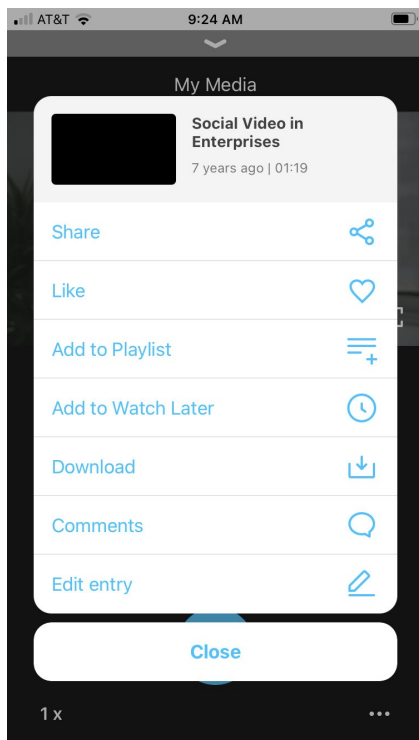 AT&T 9:24 AM
My Media
Social Video in
Enterprises
7 years ago | 01:19
Share
Like
Add to Playlist
Add to Watch Later
Download
Comments
Edit entry
Close
1 x